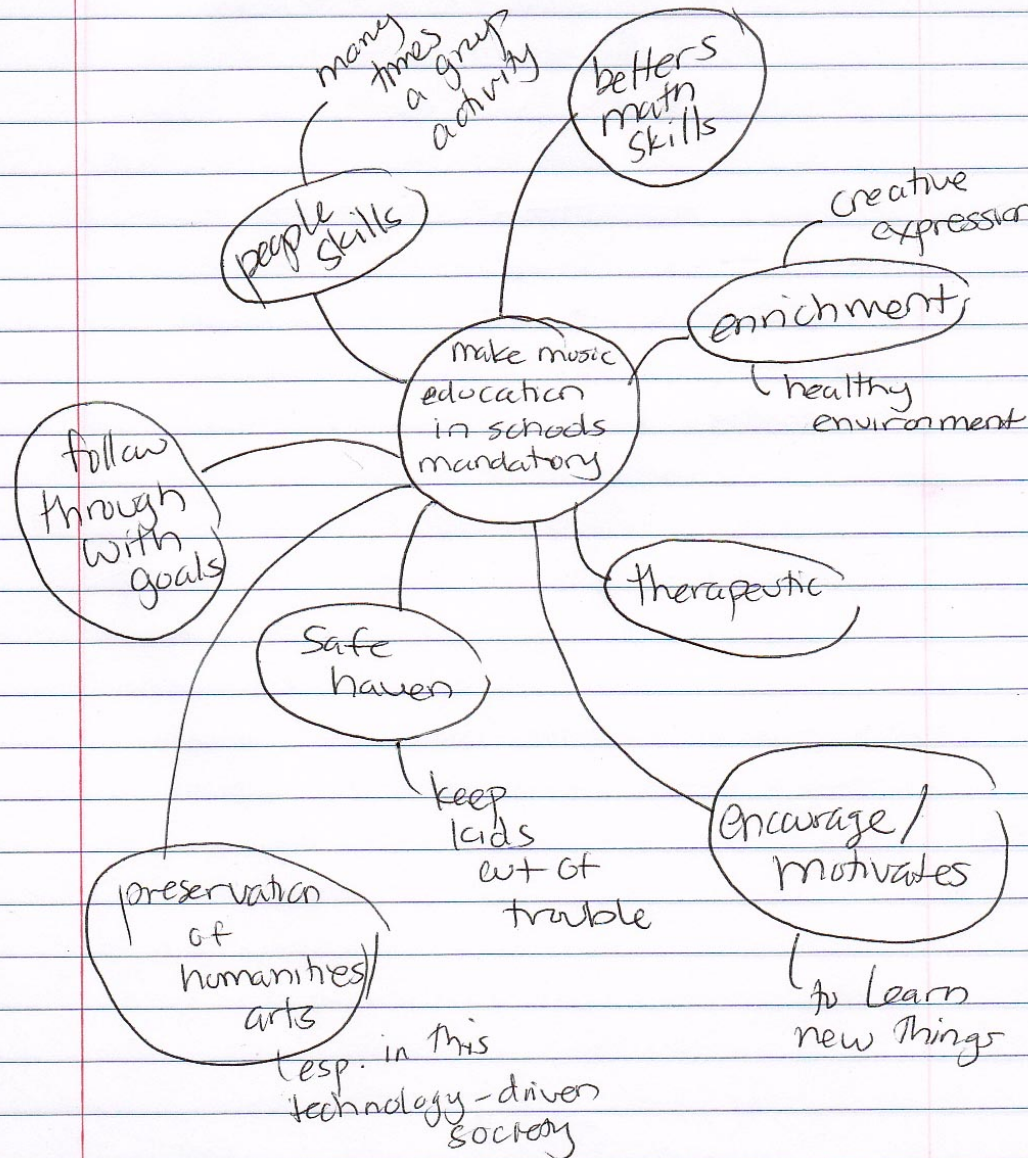 many
times
a group
activity
betters
math
skills
people
skills
creative
expression
enrichment
healthy
environment
make music
education
in schools
mandatory
follow
through
with
goals
therapeutic
Safe
haven
keep
kids
out of
trouble
encourage/
motivates
to Learn
new Things
preservation
of
humanities/
arts
esp. in this
technology-driven
society